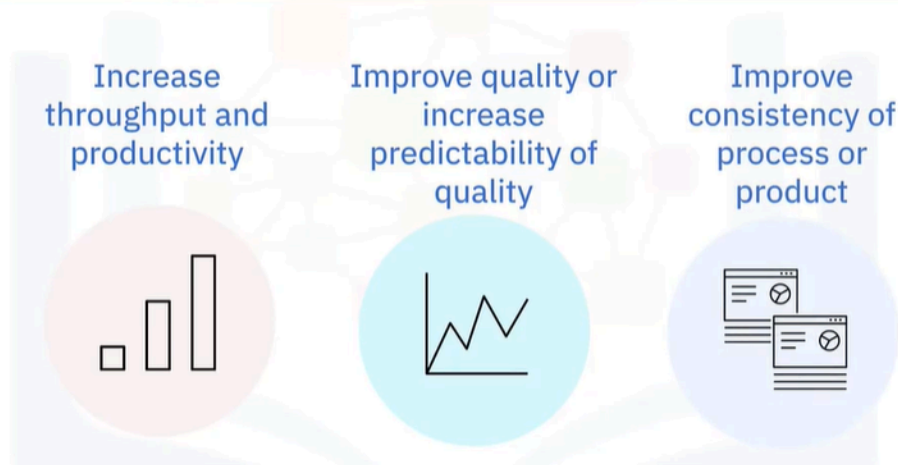 Increase
throughput and
productivity
Improve quality or
increase
predictability of
quality
Improve
consistency of
process or
product